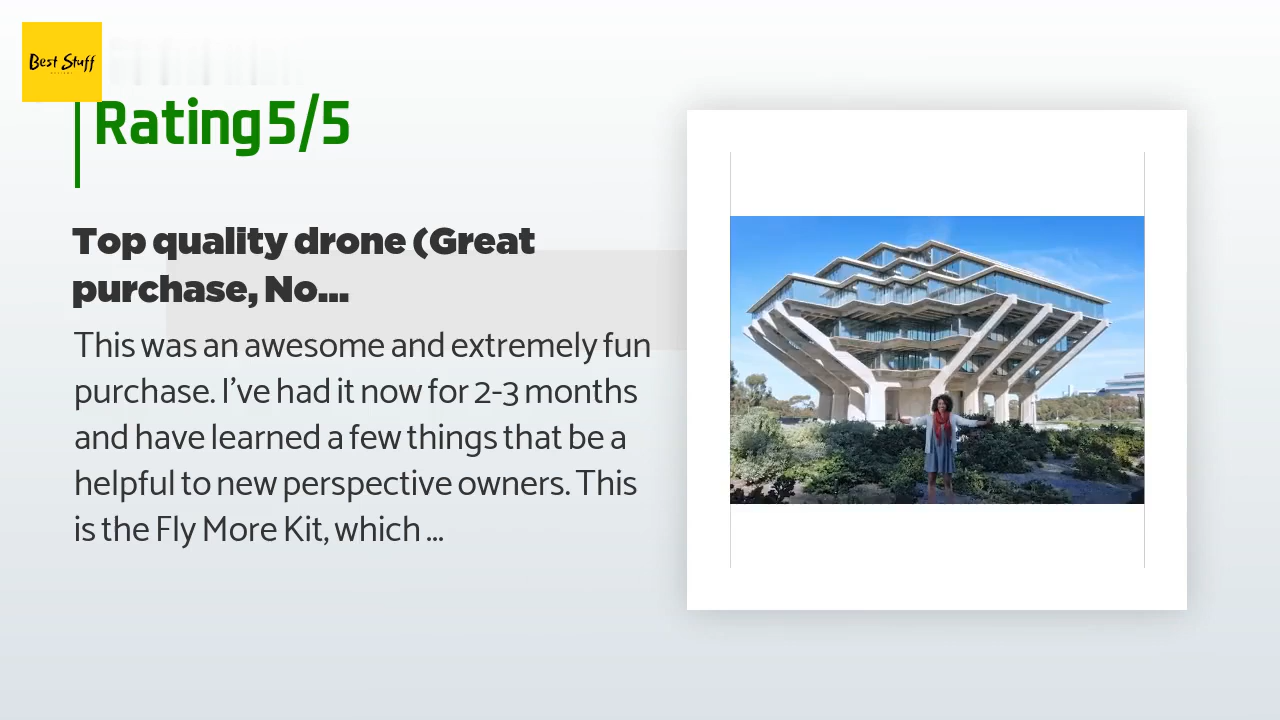 Best Stuff
Rating 5/5
Top quality drone (Great
purchase, No...
This was an awesome and extremely fun
purchase. I've had it now for 2-3 months
and have learned a few things that be a
helpful to new perspective owners. This
is the Fly More Kit, which ...